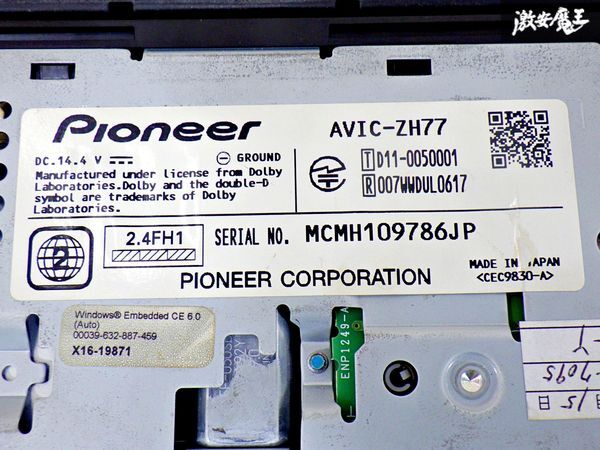 激安魔王
Pioneer
AVIC-ZH77
DC.14.4 V
GROUND
Manufactured under license from Dolby
Laboratories.Dolby and the double-D
symbol are trademarks of Dolby
Laboratories.
T D11-0050001
R 007WWDUL0617
2
2.4FH1
SERIAL NO. MCMH109786JP
MADE IN JAPAN
<CEC9830-A>
PIONEER CORPORATION
Windows® Embedded CE 6.0
(Auto)
00039-632-887-459
X16-19871
ENP1249-A